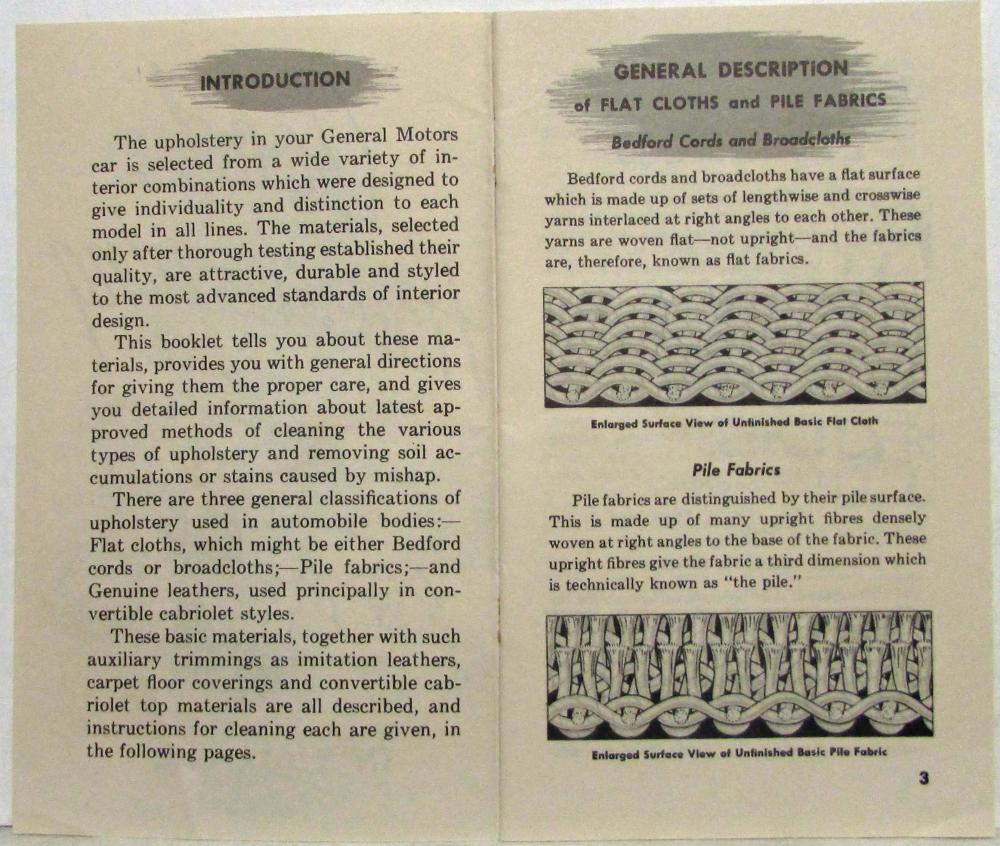 INTRODUCTION
The upholstery in your General Motors
car is selected from a wide variety of in-
terior combinations which were designed to
give individuality and distinction to each
model in all lines. The materials, selected
only after thorough testing established their
quality, are attractive, durable and styled
to the most advanced standards of interior
design.
This booklet tells you about these ma-
terials, provides you with general directions
for giving them the proper care, and gives
you detailed information about latest ap-
proved methods of cleaning the various
types of upholstery and removing soil ac-
cumulations or stains caused by mishap.
There are three general classifications of
upholstery used in automobile bodies:—
Flat cloths, which might be either Bedford
cords or broadcloths;—Pile fabrics;—and
Genuine leathers, used principally in con-
vertible cabriolet styles.
These basic materials, together with such
auxiliary trimmings as imitation leathers,
carpet floor coverings and convertible cab-
riolet top materials are all described, and
instructions for cleaning each are given, in
the following pages.
GENERAL DESCRIPTION
of FLAT CLOTHS and PILE FABRICS
Bedford Cords and Broadcloths
Bedford cords and broadcloths have a flat surface
which is made up of sets of lengthwise and crosswise
yarns interlaced at right angles to each other. These
yarns are woven flat—not upright—and the fabrics
are, therefore, known as flat fabrics.
Enlarged Surface View of Unfinished Basic Flat Cloth
Pile Fabrics
Pile fabrics are distinguished by their pile surface.
This is made up of many upright fibres densely
woven at right angles to the base of the fabric. These
upright fibres give the fabric a third dimension which
is technically known as "the pile."
Enlarged Surface View of Unfinished Basic Pile Fabric
3